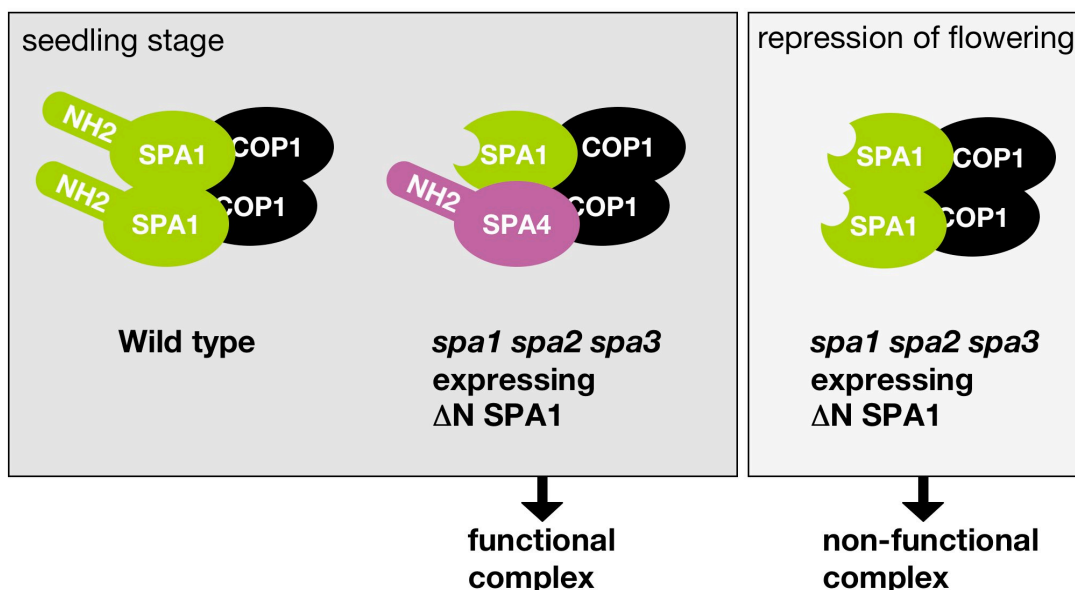 seedling stage
NH2
SPA1
COP1
NH2
SPA1
COP1
Wild type
SPA1
COP1
NH2
SPA4
COP1
spa1 spa2 spa3
expressing
ΔN SPA1
functional
complex
repression of flowering
SPA1
COP1
SPA1
COP1
spa1 spa2 spa3
expressing
ΔN SPA1
non-functional
complex